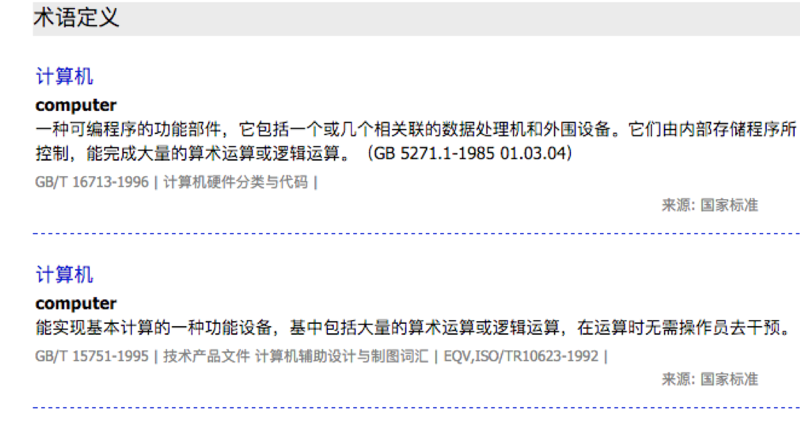 术语定义
计算机
computer
一种可编程序的功能部件，它包括一个或几个相关联的数据处理机和外围设备。它们由内部存储程序所
控制，能完成大量的算术运算或逻辑运算。（GB 5271.1-1985 01.03.04）
GB/T 16713-1996 | 计算机硬件分类与代码 |
来源: 国家标准
计算机
computer
能实现基本计算的一种功能设备，基中包括大量的算术运算或逻辑运算，在运算时无需操作员去干预。
GB/T 15751-1995 | 技术产品文件 计算机辅助设计与制图词汇 | EQV,ISO/TR10623-1992 |
来源: 国家标准